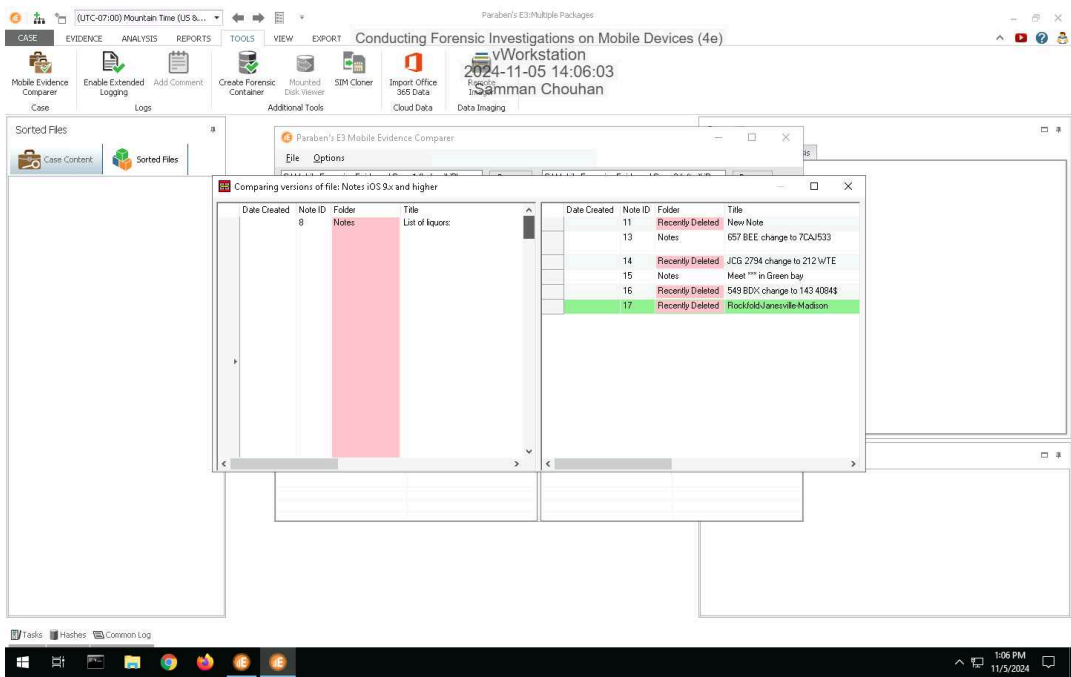 (UTC-07:00) Mountain Time (US &...
Paraben's E3:Multiple Packages
CASE EVIDENCE ANALYSIS REPORTS TOOLS VIEW EXPORT
Conducting Forensic Investigations on Mobile Devices (4e)
vWorkstation
2024-11-05 14:06:03
Samman Chouhan
Mobile Evidence Comparer
Enable Extended Logging
Add Comment
Create Forensic Container
Mounted Disk Viewer
SIM Cloner
Import Office 365 Data
Remote Imager
Case Logs Additional Tools Cloud Data Data Imaging
Sorted Files
Case Content Sorted Files
Paraben's E3 Mobile Evidence Comparer
File Options
Comparing versions of file: Notes iOS 9.x and higher
Date Created Note ID Folder Title
8 Notes List of liquors:
Date Created Note ID Folder Title
11 Recently Deleted New Note
13 Notes 657 BEE change to 7CAJ533
14 Recently Deleted JCG 2794 change to 212 WTE
15 Notes Meet *** in Green bay
16 Recently Deleted 549 BDX change to 143 4084$
17 Recently Deleted Rockfold-Janesville-Madison
Tasks Hashes Common Log
1:06 PM
11/5/2024